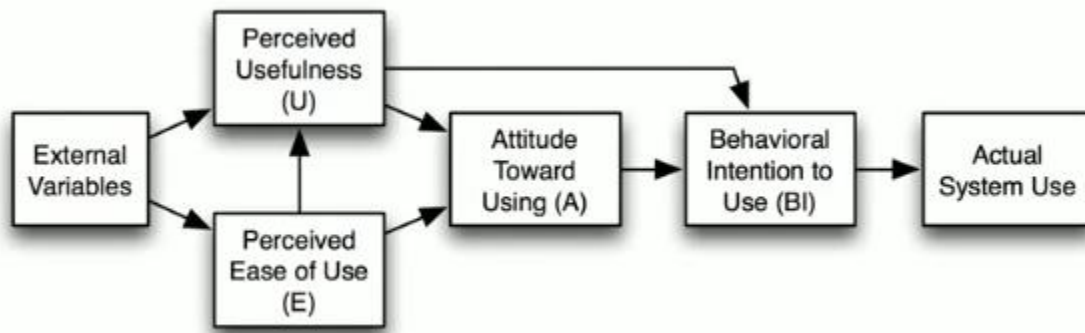 Perceived
Usefulness
(U)
External
Variables
Perceived
Ease of Use
(E)
Attitude
Toward
Using (A)
Behavioral
Intention to
Use (BI)
Actual
System Use